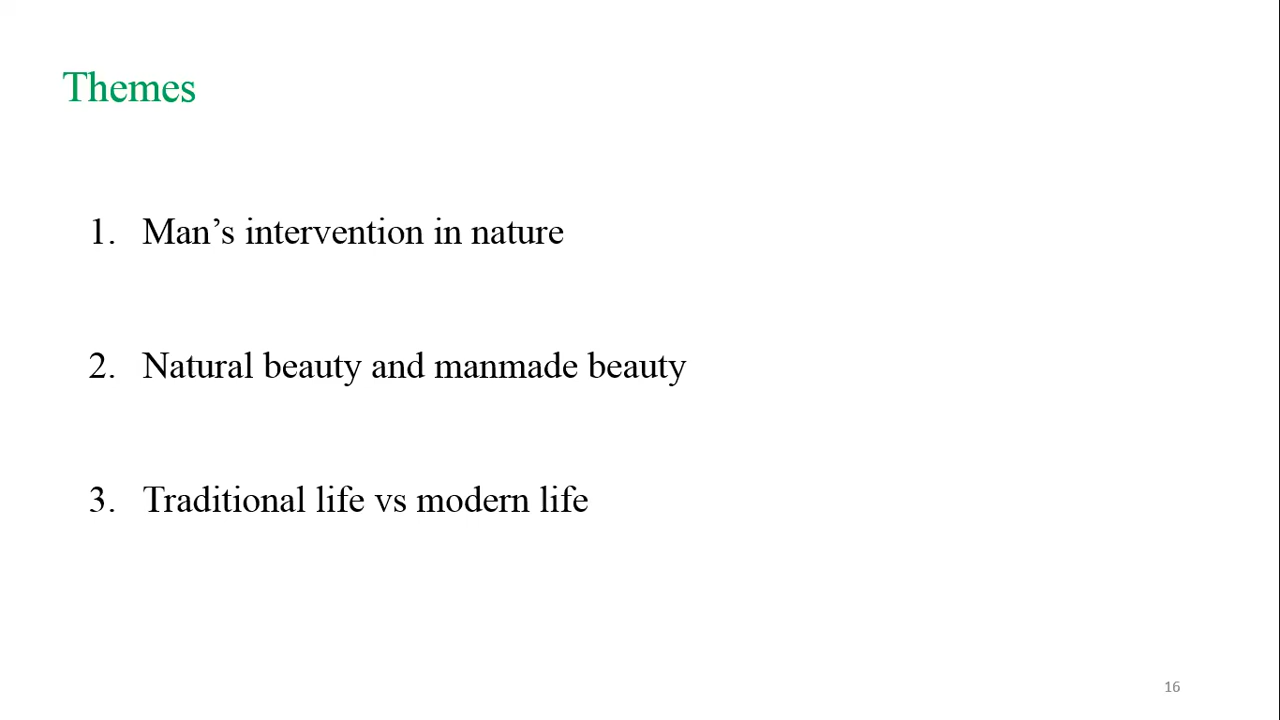 Themes
1. Man’s intervention in nature
2. Natural beauty and manmade beauty
3. Traditional life vs modern life
16